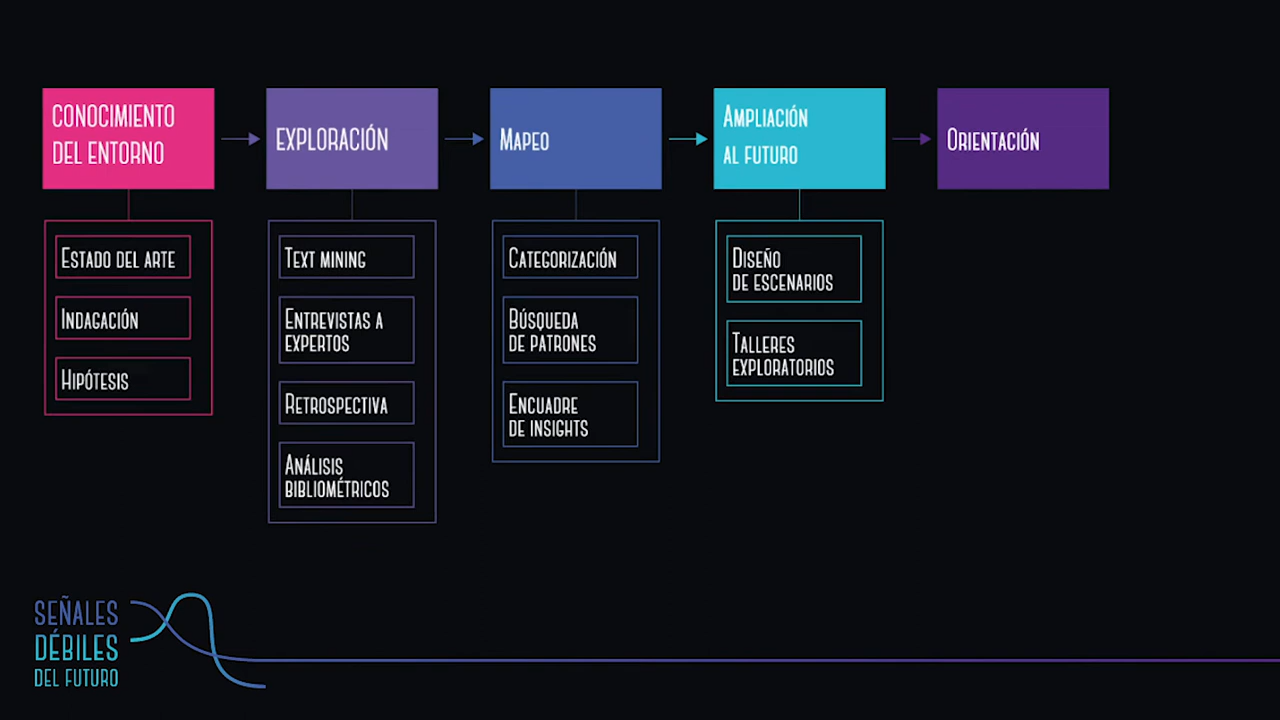 CONOCIMIENTO
DEL ENTORNO
EXPLORACIÓN
MAPEO
AMPLIACIÓN
AL FUTURO
ORIENTACIÓN
ESTADO DEL ARTE
INDAGACIÓN
HIPÓTESIS
TEXT MINING
ENTREVISTAS A
EXPERTOS
RETROSPECTIVA
ANÁLISIS
BIBLIOMÉTRICOS
CATEGORIZACIÓN
BÚSQUEDA
DE PATRONES
ENCUADRE
DE INSIGHTS
DISEÑO
DE ESCENARIOS
TALLERES
EXPLORATORIOS
SEÑALES
DÉBILES
DEL FUTURO